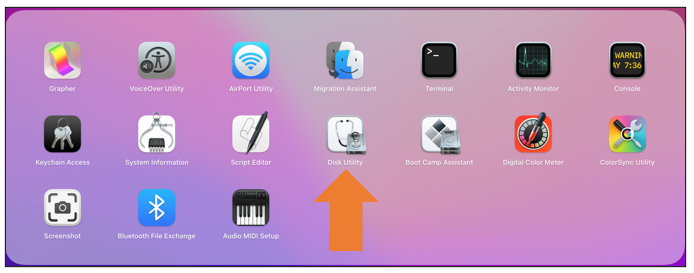 >_
WARNIN
AY 7:36
Grapher
VoiceOver Utility
AirPort Utility
Migration Assistant
Terminal
Activity Monitor
Console
Keychain Access
System Information
Script Editor
Disk Utility
Boot Camp Assistant
Digital Color Meter
ColorSync Utility
Screenshot
Bluetooth File Exchange
Audio MIDI Setup